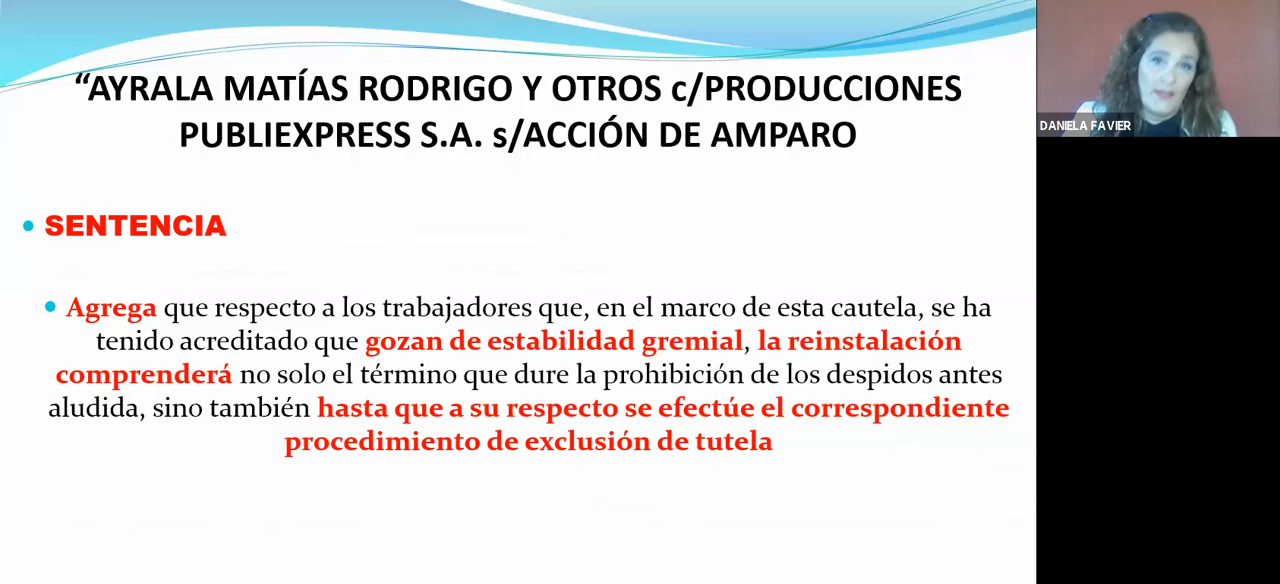 “AYRALA MATÍAS RODRIGO Y OTROS c/PRODUCCIONES
PUBLIEXPRESS S.A. s/ACCIÓN DE AMPARO
DANIELA FAVIER
• SENTENCIA
• Agrega que respecto a los trabajadores que, en el marco de esta cautela, se ha
tenido acreditado que gozan de estabilidad gremial, la reinstalación
comprenderá no solo el término que dure la prohibición de los despidos antes
aludida, sino también hasta que a su respecto se efectúe el correspondiente
procedimiento de exclusión de tutela